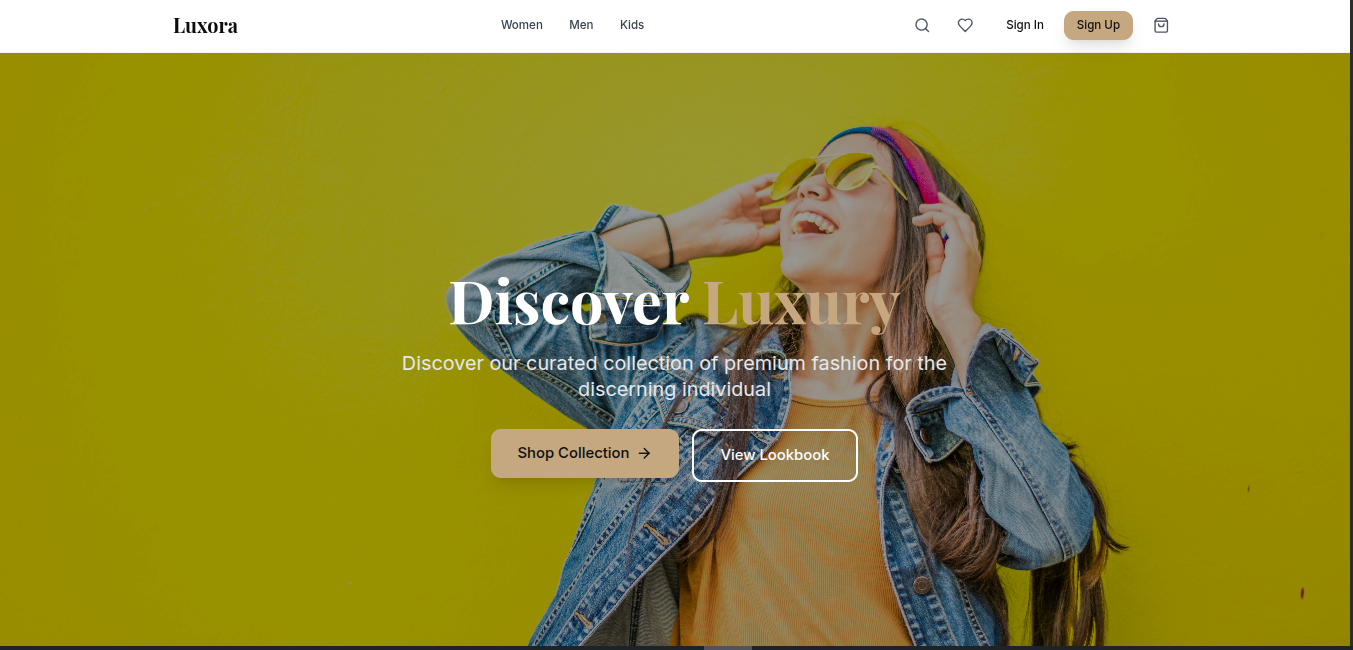 Luxora
Women
Men
Kids
Sign In
Sign Up
Discover Luxury
Discover our curated collection of premium fashion for the
discerning individual
Shop Collection →
View Lookbook